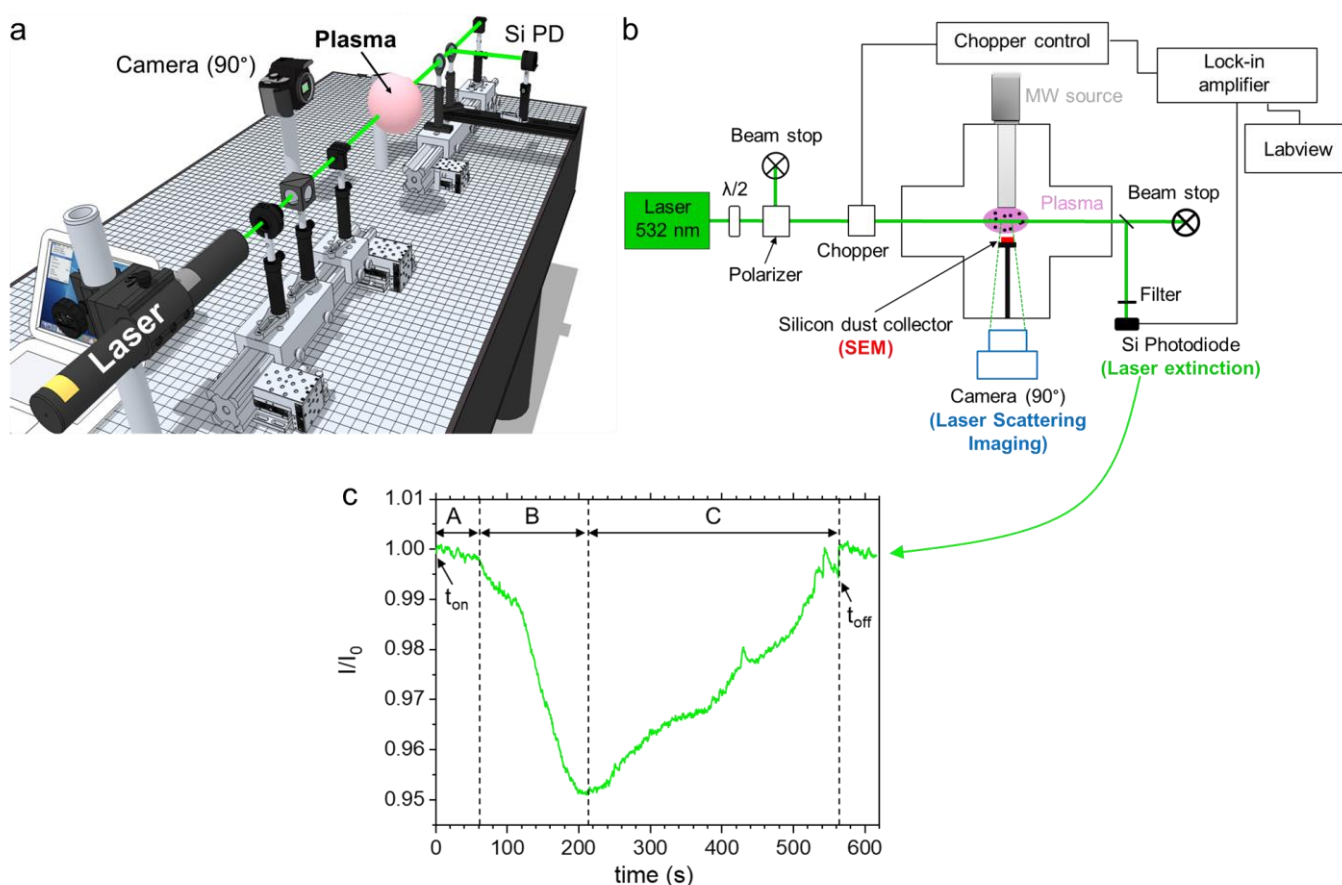 a
Camera (90°)
Plasma
Si PD
Laser
b
Chopper control
Lock-in
amplifier
Labview
MW source
Beam stop
λ/2
Laser
532 nm
Polarizer
Chopper
Plasma
Beam stop
Filter
Silicon dust collector
(SEM)
Si Photodiode
(Laser extinction)
Camera (90°)
(Laser Scattering
Imaging)
c
A
B
C
1.01
1.00
0.99
0.98
0.97
0.96
0.95
I/I₀
tₒₙ
t_off
0
100
200
300
400
500
600
time (s)